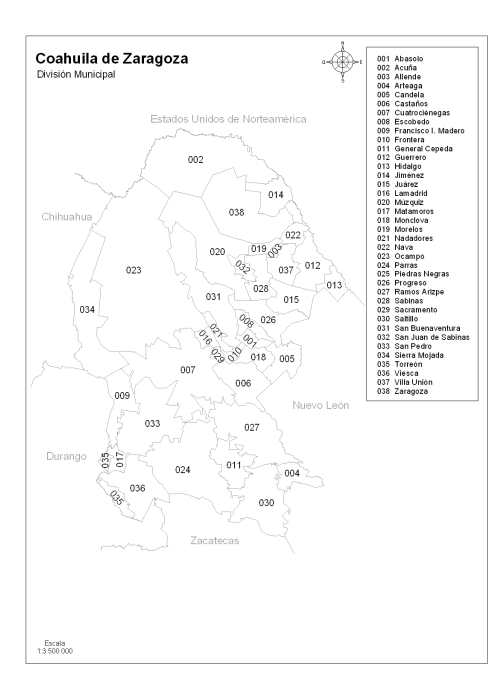 Coahuila de Zaragoza
División Municipal
N
O E
S
001 Abasolo
002 Acuña
003 Allende
004 Arteaga
005 Candela
006 Castaños
007 Cuatrociénegas
008 Escobedo
009 Francisco I. Madero
010 Frontera
011 General Cepeda
012 Guerrero
013 Hidalgo
014 Jiménez
015 Juárez
016 Lamadrid
020 Múzquiz
017 Matamoros
018 Monclova
019 Morelos
021 Nadadores
022 Nava
023 Ocampo
024 Parras
025 Piedras Negras
026 Progreso
027 Ramos Arizpe
028 Sabinas
029 Sacramento
030 Saltillo
031 San Buenaventura
032 San Juan de Sabinas
033 San Pedro
034 Sierra Mojada
035 Torreón
036 Viesca
037 Villa Unión
038 Zaragoza
Estados Unidos de Norteamérica
002
014
038
Chihuahua
022
019
003
020
023
032
037
012
013
028
031
015
034
008
026
021
016
001
029
010
018
005
007
006
009
Nuevo León
033
027
Durango
035
017
024
011
004
036
035
030
Zacatecas
Escala
1:3 500 000